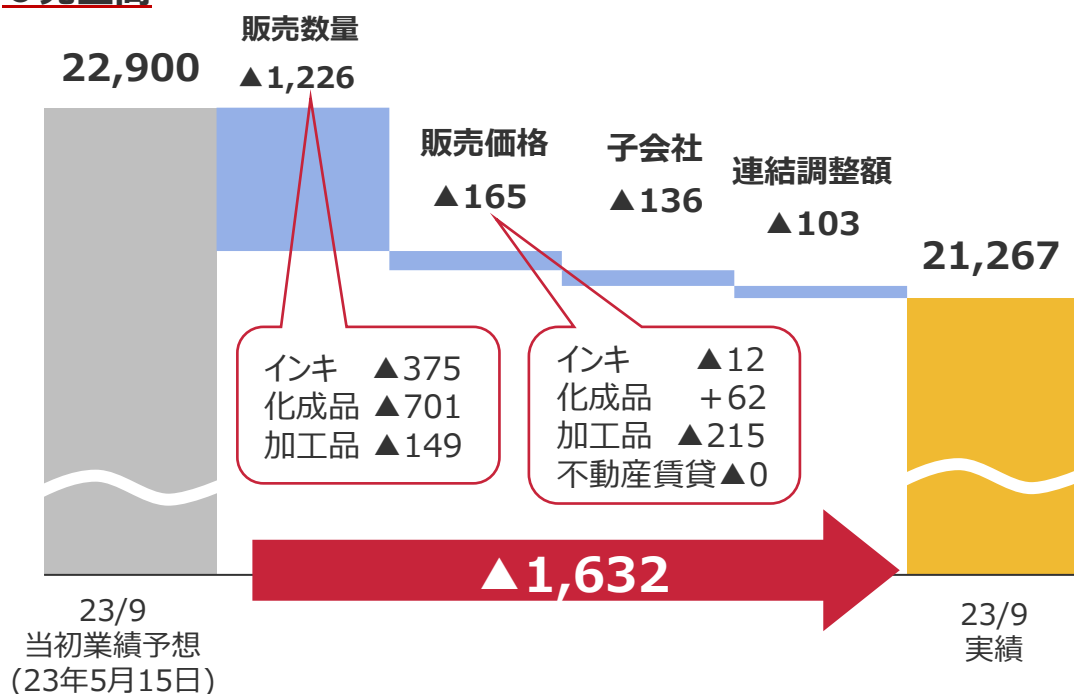 販売数量
22,900
▲1,226
販売価格
▲165
子会社
▲136
連結調整額
▲103
21,267
インキ ▲375
化成品 ▲701
加工品 ▲149
インキ ▲12
化成品 +62
加工品 ▲215
不動産賃貸▲0
▲1,632
23/9
当初業績予想
(23年5月15日)
23/9
実績